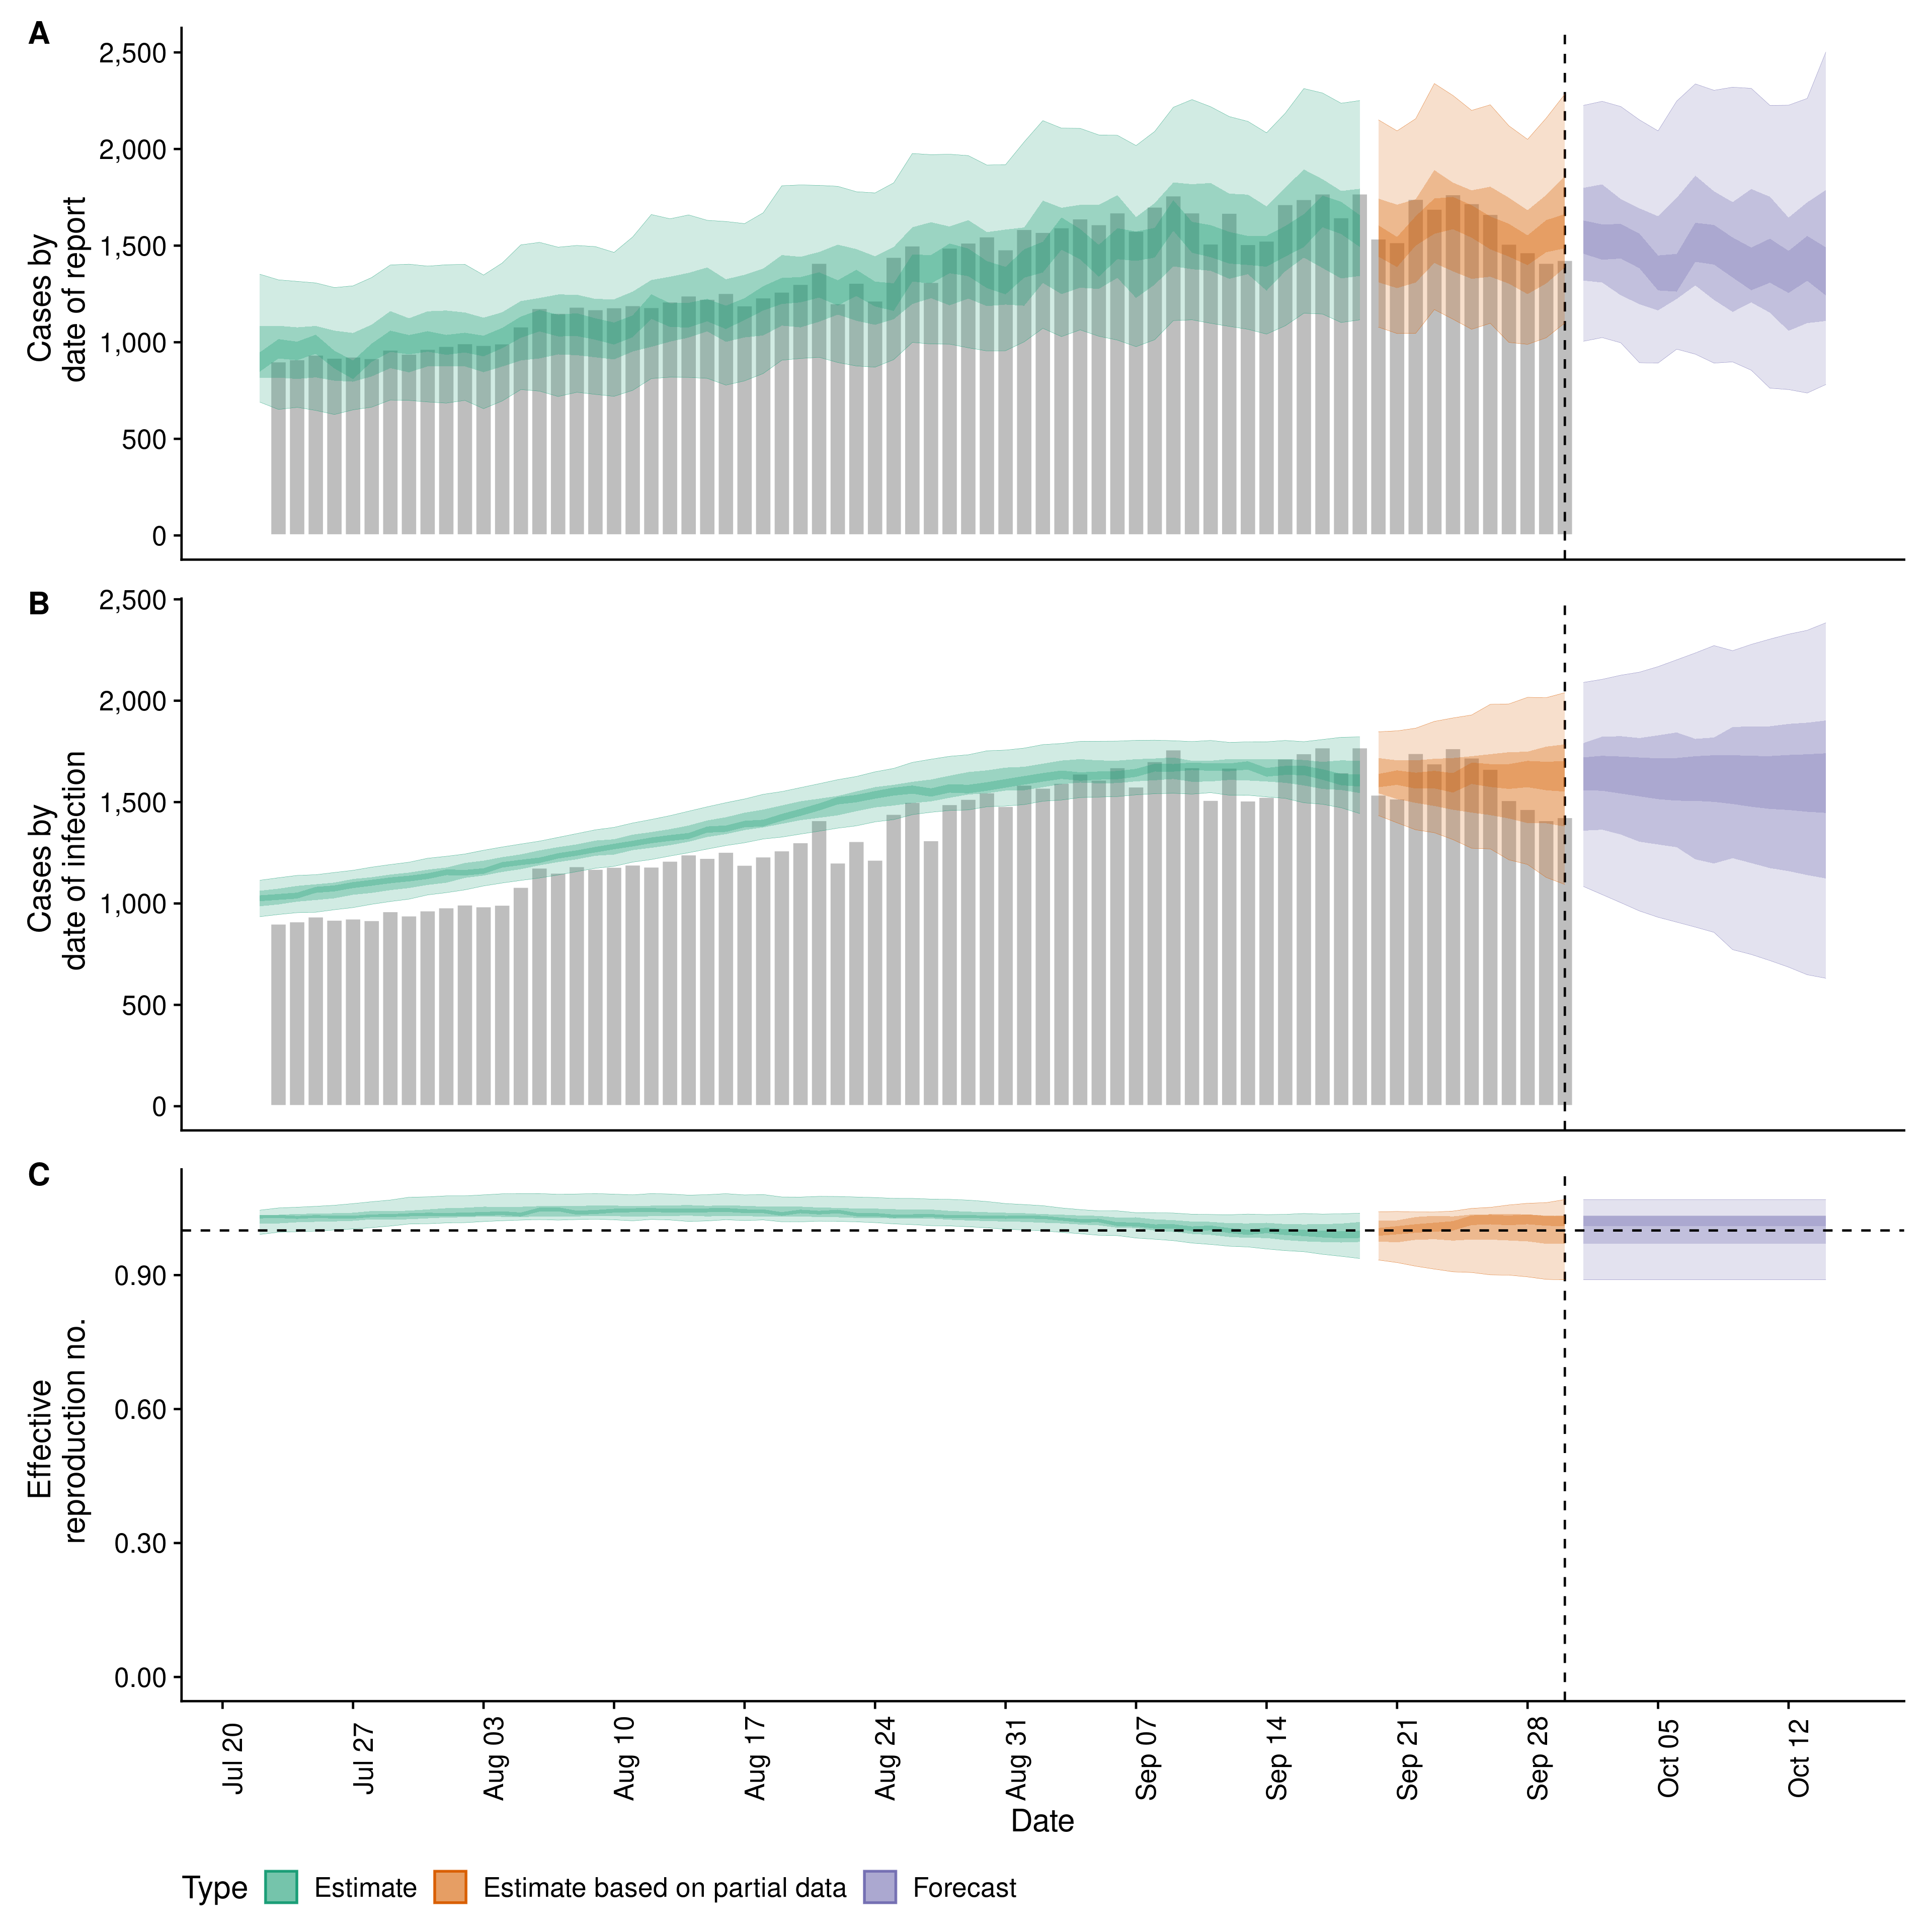 A
2,500
2,000
1,500
1,000
500
0
Cases by
date of report
B
2,500
2,000
1,500
1,000
500
0
Cases by
date of infection
C
0.90
0.60
0.30
0.00
Effective
reproduction no.
Jul 20
Jul 27
Aug 03
Aug 10
Aug 17
Aug 24
Aug 31
Sep 07
Sep 14
Sep 21
Sep 28
Oct 05
Oct 12
Date
Type Estimate Estimate based on partial data Forecast